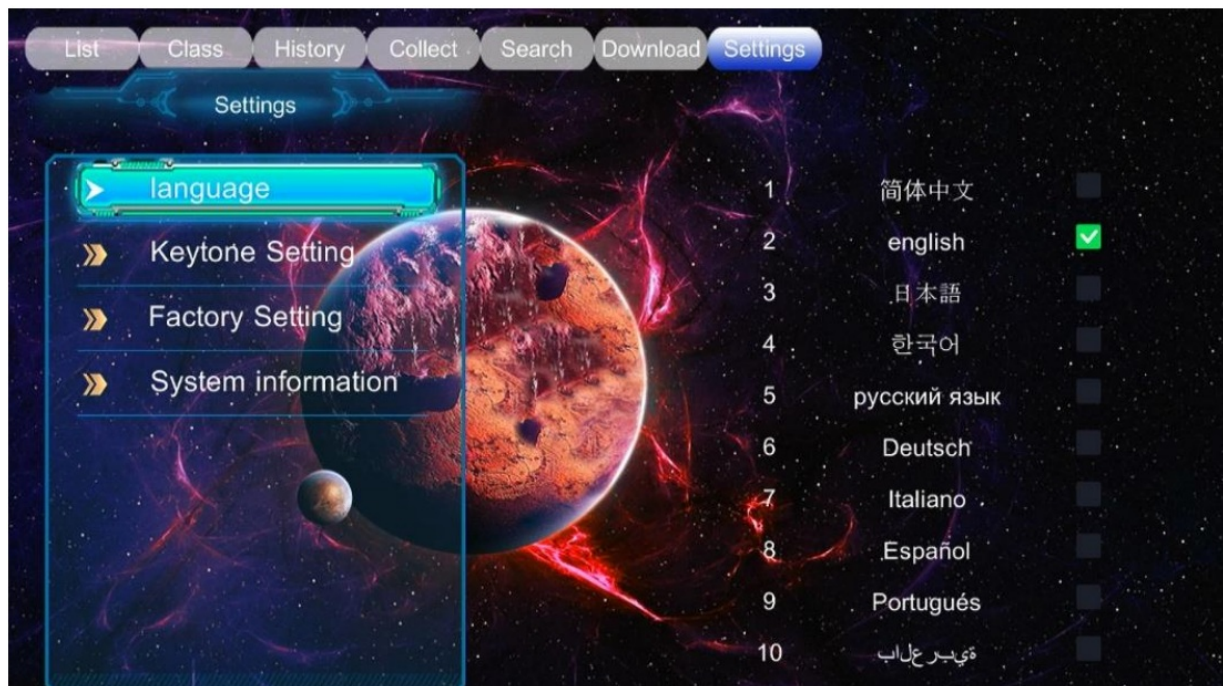 List Class History Collect Search Download Settings
Settings
language
Keytone Setting
Factory Setting
System information
1 简体中文
2 english
3 日本語
4 한국어
5 русский язык
6 Deutsch
7 Italiano
8 Español
9 Portugués
10 ةيبرعلاب